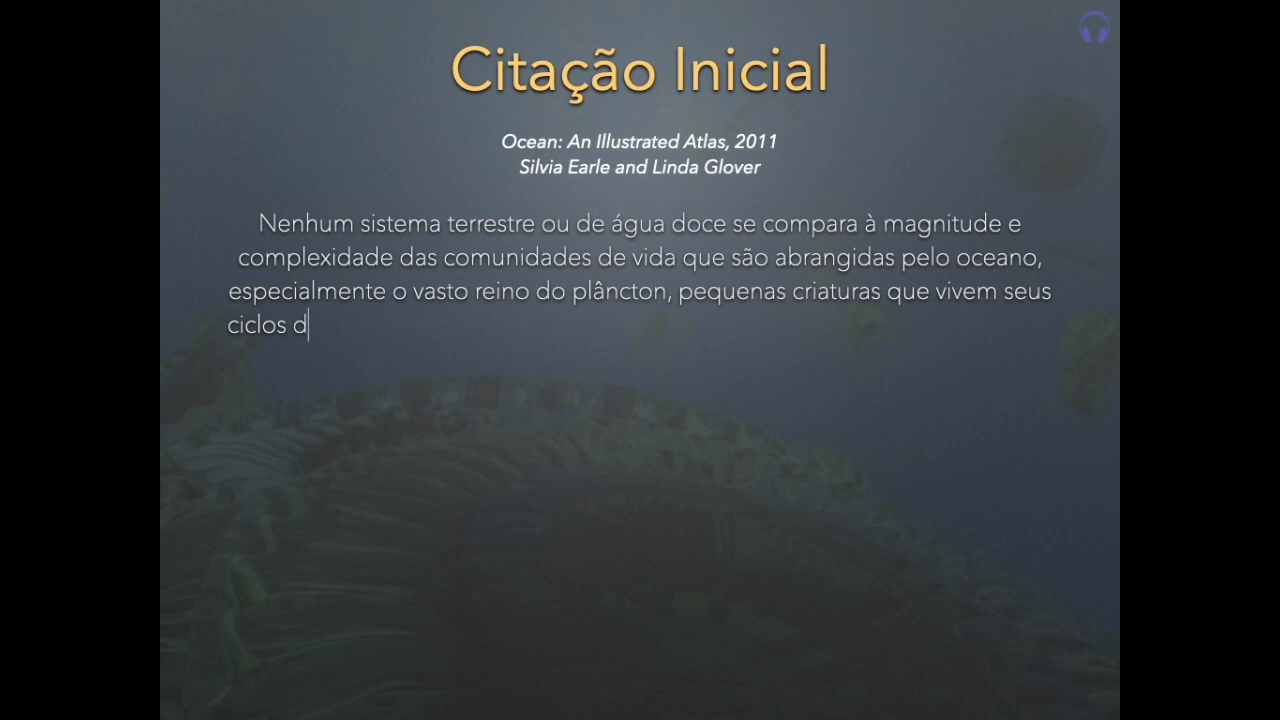 Citação Inicial
Ocean: An Illustrated Atlas, 2011
Silvia Earle and Linda Glover
Nenhum sistema terrestre ou de água doce se compara à magnitude e
complexidade das comunidades de vida que são abrangidas pelo oceano,
especialmente o vasto reino do plâncton, pequenas criaturas que vivem seus
ciclos d